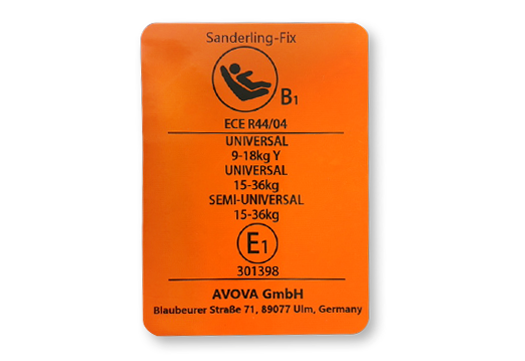 Sanderling-Fix
B1
ECE R44/04
UNIVERSAL
9-18kg Y
UNIVERSAL
15-36kg
SEMI-UNIVERSAL
15-36kg
E1
301398
AVOVA GmbH
Blaubeurer Straße 71, 89077 Ulm, Germany